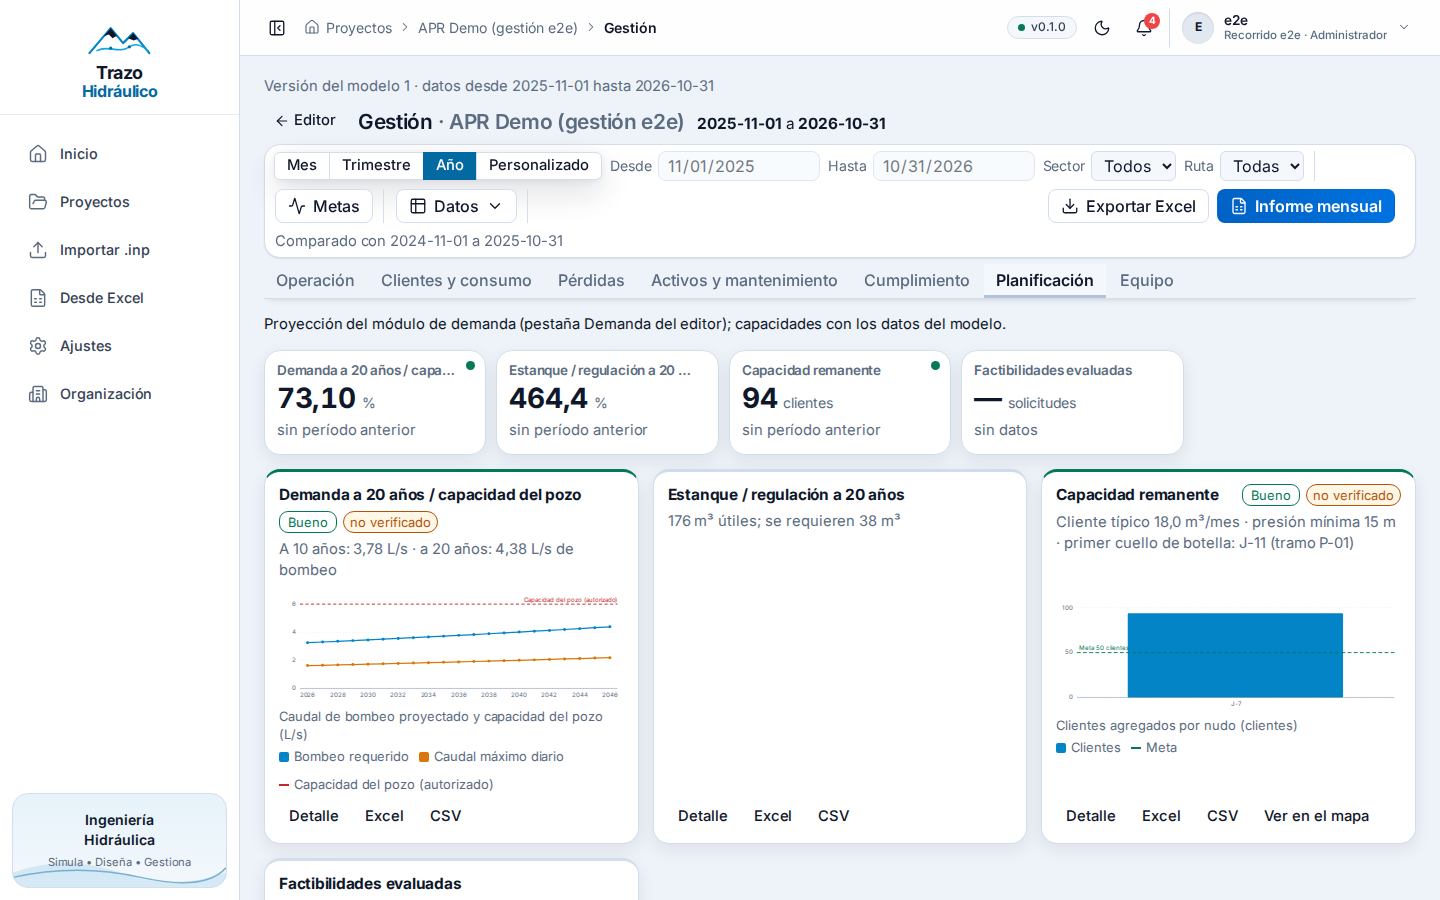 Trazo
Hidráulico
Inicio
Proyectos
Importar .inp
Desde Excel
Ajustes
Organización
Ingeniería
Hidráulica
Simula • Diseña • Gestiona
Proyectos > APR Demo (gestión e2e) > Gestión
v0.1.0
4
E
e2e
Recorrido e2e · Administrador
Versión del modelo 1 · datos desde 2025-11-01 hasta 2026-10-31
← Editor
Gestión · APR Demo (gestión e2e) 2025-11-01 a 2026-10-31
Mes Trimestre Año Personalizado Desde 11/01/2025 Hasta 10/31/2026 Sector Todos Ruta Todas
Metas Datos Exportar Excel Informe mensual
Comparado con 2024-11-01 a 2025-10-31
Operación Clientes y consumo Pérdidas Activos y mantenimiento Cumplimiento Planificación Equipo
Proyección del módulo de demanda (pestaña Demanda del editor); capacidades con los datos del modelo.
Demanda a 20 años / capa...
73,10 %
sin período anterior
Estanque / regulación a 20 ...
464,4 %
sin período anterior
Capacidad remanente
94 clientes
sin período anterior
Factibilidades evaluadas
— solicitudes
sin datos
Demanda a 20 años / capacidad del pozo
Bueno no verificado
A 10 años: 3,78 L/s · a 20 años: 4,38 L/s de
bombeo
Capacidad del pozo (autorizado)
6
4
2
0
2026 2028 2030 2032 2034 2036 2038 2040 2042 2044 2046
Caudal de bombeo proyectado y capacidad del pozo
(L/s)
Bombeo requerido Caudal máximo diario
Capacidad del pozo (autorizado)
Detalle Excel CSV
Estanque / regulación a 20 años
176 m³ útiles; se requieren 38 m³
Detalle Excel CSV
Capacidad remanente Bueno no verificado
Cliente típico 18,0 m³/mes · presión mínima 15 m
· primer cuello de botella: J-11 (tramo P-01)
100
50
0
Meta 50 clientes
J-7
Clientes agregados por nudo (clientes)
Clientes Meta
Detalle Excel CSV Ver en el mapa
Factibilidades evaluadas